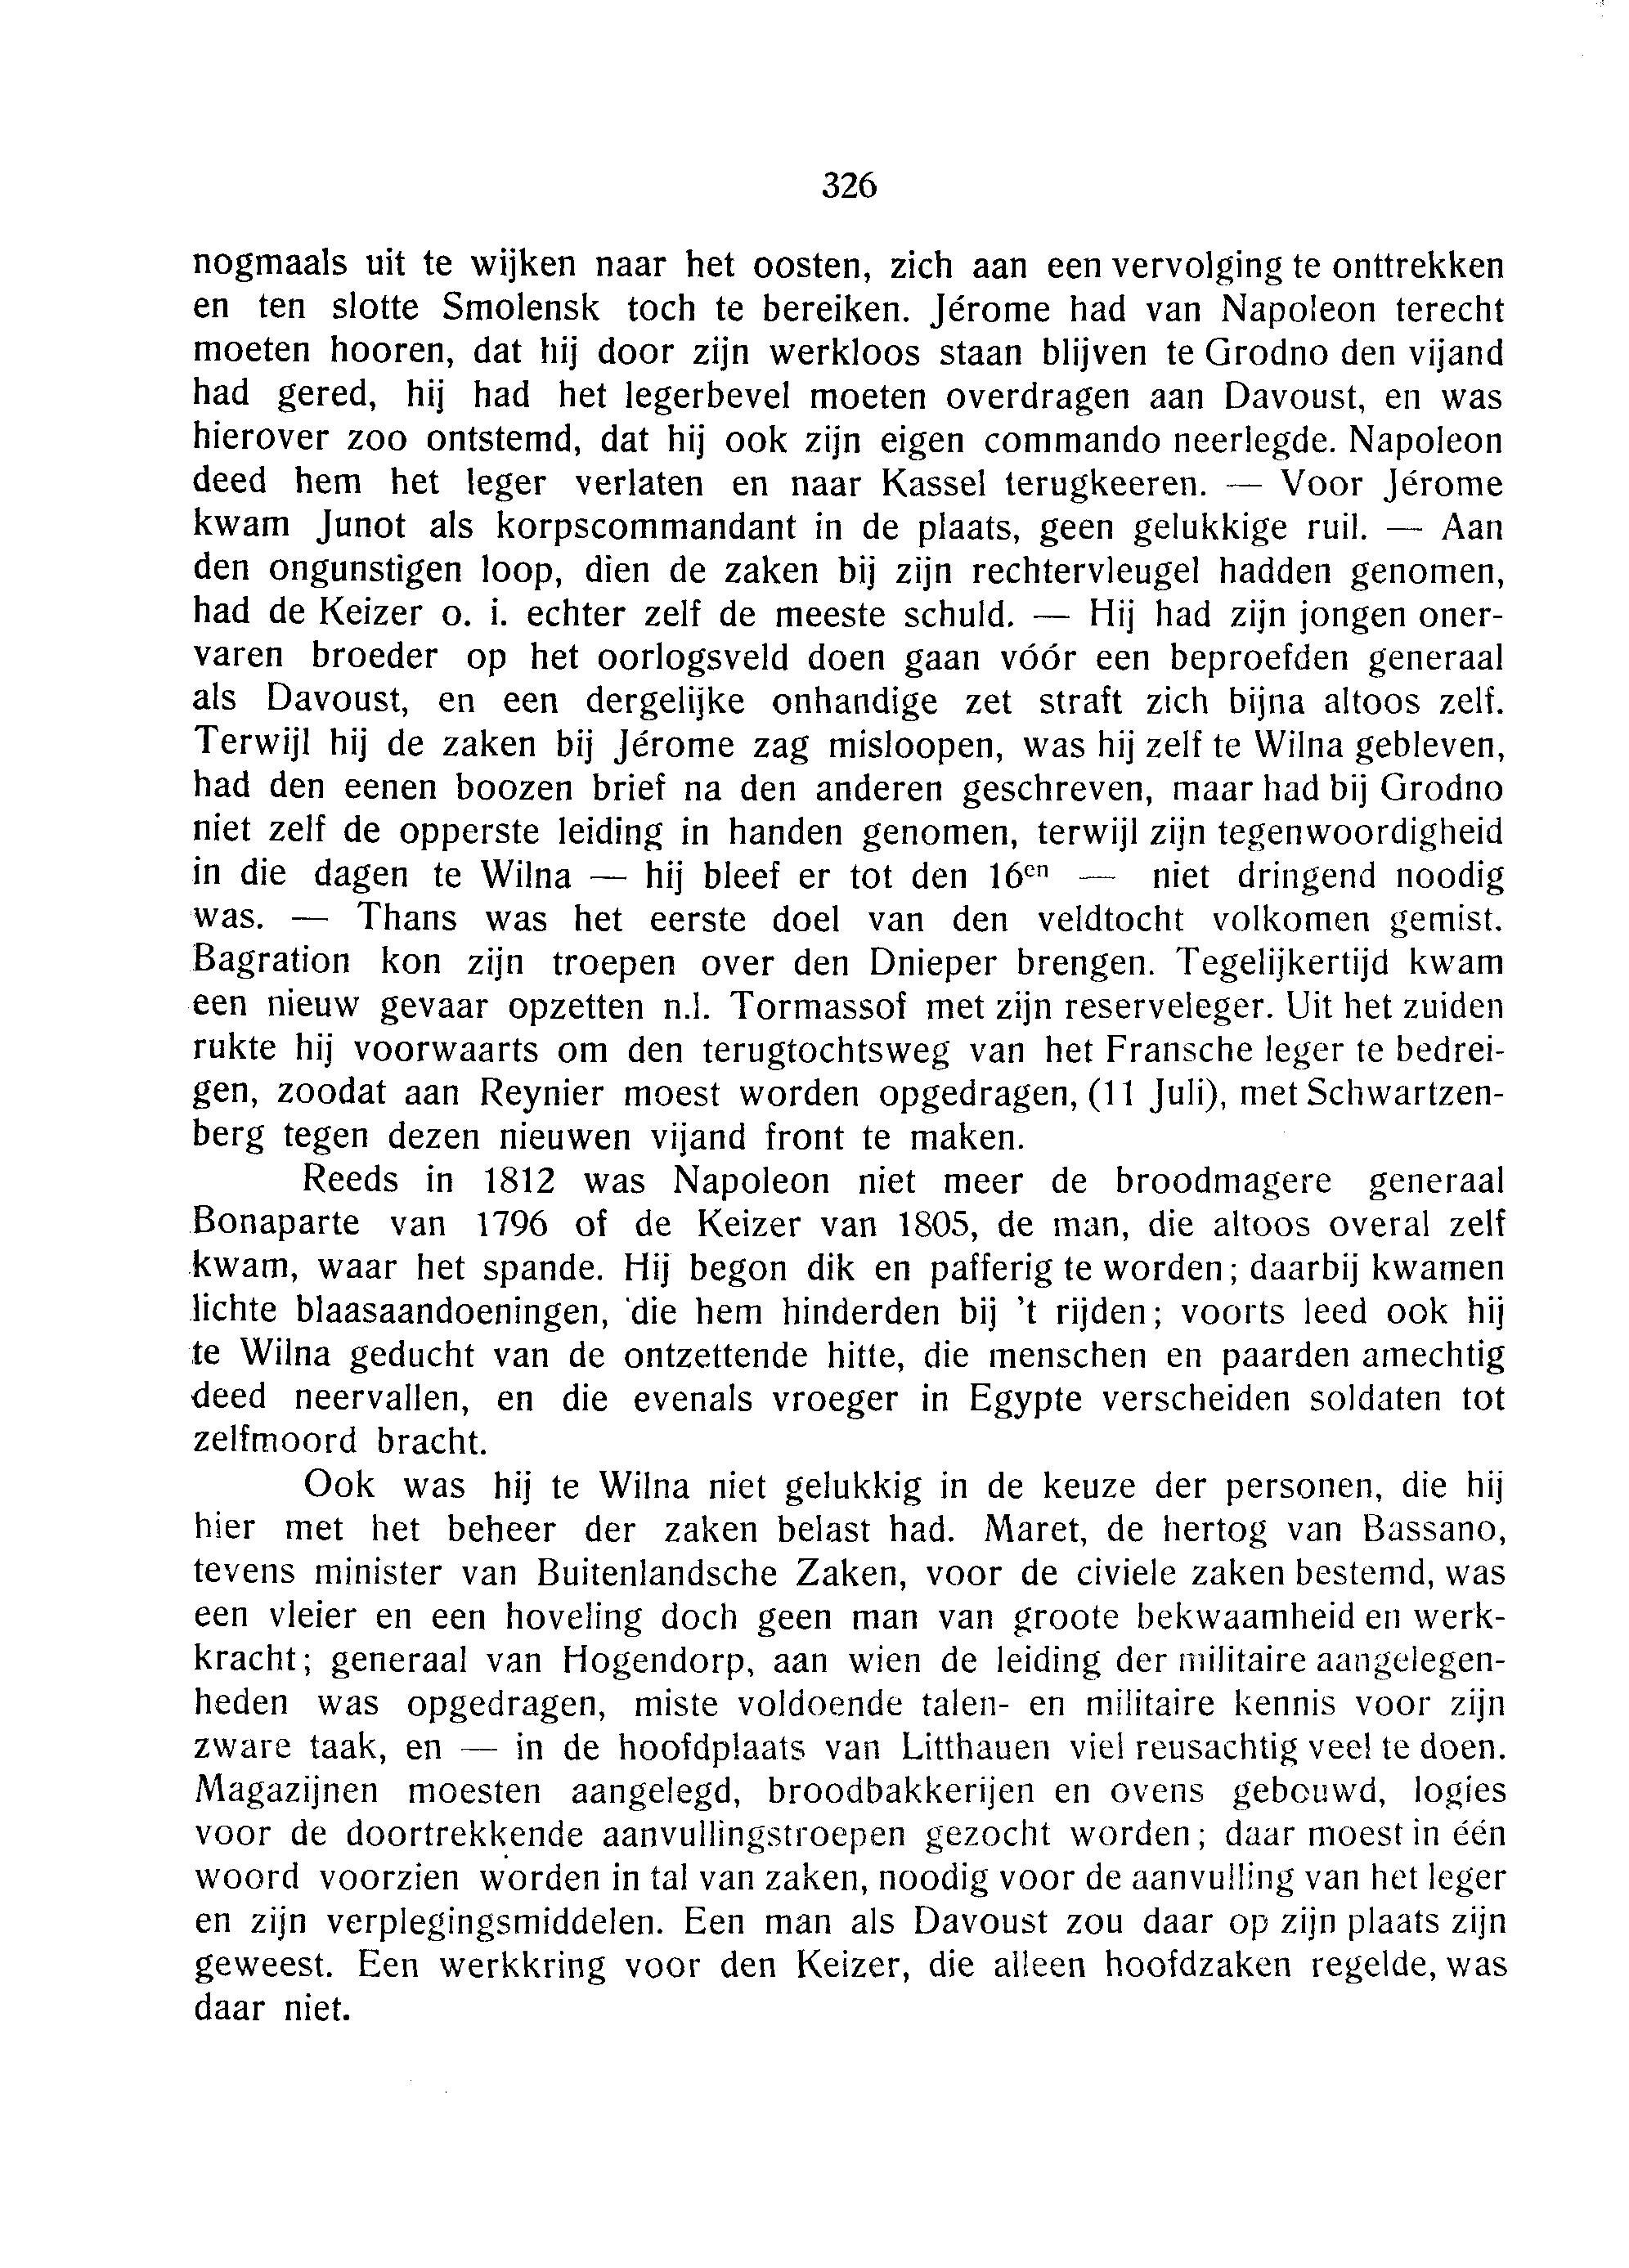 326
nogmaals uit te wijken naar het oosten, zich aan een vervolging te onttrekken
en ten slotte Smolensk toch te bereiken. Jérome had van Napoleon terecht
moeten hooren, dat hij door zijn werkloos staan blijven te Grodno den vijand
had gered, hij had het legerbevel moeten overdragen aan Davoust, en was
hierover zoo ontstemd, dat hij ook zijn eigen commando neerlegde. Napoleon
deed hem het leger verlaten en naar Kassel terugkeeren. — Voor Jérome
kwam Junot als korpscommandant in de plaats, geen gelukkige ruil. — Aan
den ongunstigen loop, dien de zaken bij zijn rechtervleugel hadden genomen,
had de Keizer o. i. echter zelf de meeste schuld. — Hij had zijn jongen oner-
varen broeder op het oorlogsveld doen gaan vóór een beproefden generaal
als Davoust, en een dergelijke onhandige zet straft zich bijna altoos zelf.
Terwijl hij de zaken bij Jérome zag misloopen, was hij zelf te Wilna gebleven,
had den eenen boozen brief na den anderen geschreven, maar had bij Grodno
niet zelf de opperste leiding in handen genomen, terwijl zijn tegenwoordigheid
in die dagen te Wilna — hij bleef er tot den 16en — niet dringend noodig
was. — Thans was het eerste doel van den veldtocht volkomen gemist.
Bagration kon zijn troepen over den Dnieper brengen. Tegelijkertijd kwam
een nieuw gevaar opzetten n.l. Tormassof met zijn reserveleger. Uit het zuiden
rukte hij voorwaarts om den terugtochtsweg van het Fransche leger te bedrei-
gen, zoodat aan Reynier moest worden opgedragen, (11 Juli), met Schwartzen-
berg tegen dezen nieuwen vijand front te maken.
Reeds in 1812 was Napoleon niet meer de broodmagere generaal
Bonaparte van 1796 of de Keizer van 1805, de man, die altoos overal zelf
kwam, waar het spande. Hij begon dik en pafferig te worden; daarbij kwamen
lichte blaasaandoeningen, die hem hinderden bij 't rijden; voorts leed ook hij
te Wilna geducht van de ontzettende hitte, die menschen en paarden amechtig
deed neervallen, en die evenals vroeger in Egypte verscheiden soldaten tot
zelfmoord bracht.
Ook was hij te Wilna niet gelukkig in de keuze der personen, die hij
hier met het beheer der zaken belast had. Maret, de hertog van Bassano,
tevens minister van Buitenlandsche Zaken, voor de civiele zaken bestemd, was
een vleier en een hoveling doch geen man van groote bekwaamheid en werk-
kracht; generaal van Hogendorp, aan wien de leiding der militaire aangelegen-
heden was opgedragen, miste voldoende talen- en militaire kennis voor zijn
zware taak, en — in de hoofdplaats van Litthauen viel reusachtig veel te doen.
Magazijnen moesten aangelegd, broodbakkerijen en ovens gebouwd, logies
voor de doortrekkende aanvullingstroepen gezocht worden; daar moest in één
woord voorzien worden in tal van zaken, noodig voor de aanvulling van het leger
en zijn verplegingsmiddelen. Een man als Davoust zou daar op zijn plaats zijn
geweest. Een werkkring voor den Keizer, die alleen hoofdzaken regelde, was
daar niet.